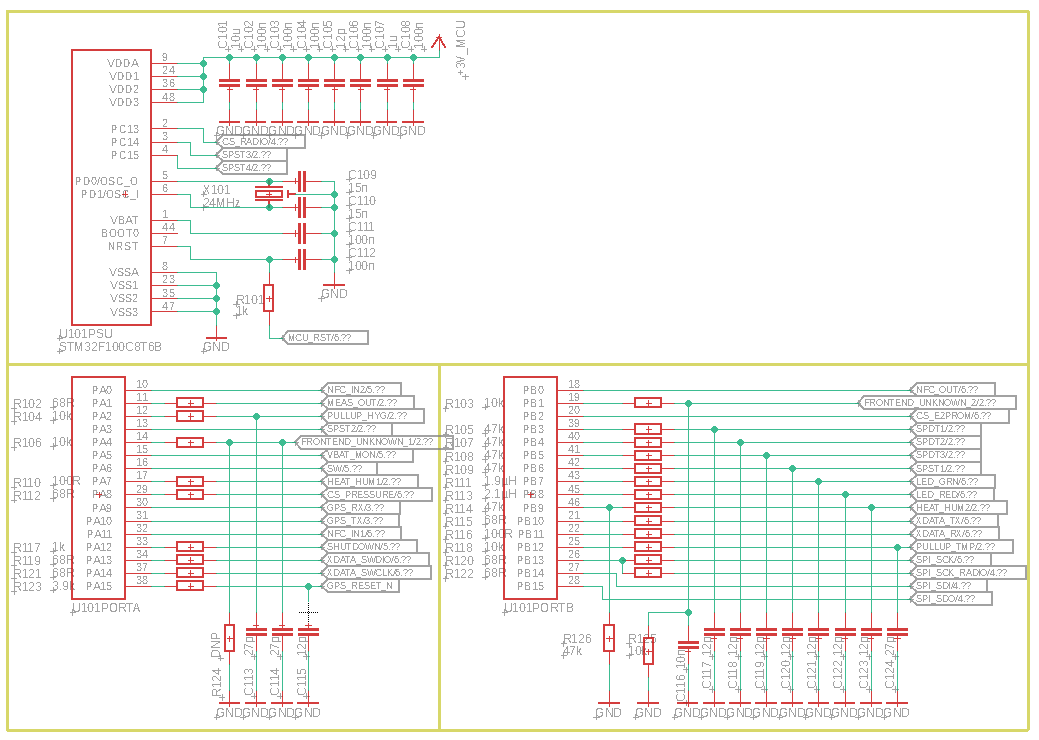 C101 10u
C102 100n
C103 100n
C104 100n
C105 12p
C106 100n
C107 1u
C108 100n
+3V_MCU
VDDA 9
VDD1 24
VDD2 36
VDD3 48
GND GND GND GND GND GND GND GND
PC13 2
PC14 3
PC15 4
CS_RADIO/4.??
SPST3/2.??
SPST4/2.??
PD0/OSC_O 5
PD1/OSC_I 6
X101
24MHz
C109
15n
C110
15n
C111
100n
C112
100n
VBAT 1
BOOT0 44
NRST 7
VSSA 8
VSS1 23
VSS2 35
VSS3 47
R101
1k
GND
MCU_RST/6.??
GND
U101PSU
STM32F100C8T6B
PA0 10 NFC_IN2/5.??
R102 68R PA1 11 MEAS_OUT/2.??
R104 10k PA2 12 PULLUP_HYG/2.??
PA3 13 SPST2/2.??
R106 10k PA4 14 FRONTEND_UNKNOWN_1/2.??
PA5 15 VBAT_MON/5.??
PA6 16 SW/5.??
R110 100R PA7 17 HEAT_HUM1/2.??
R112 68R PA8 29 CS_PRESSURE/6.??
PA9 30 GPS_RX/3.??
PA10 31 GPS_TX/3.??
PA11 32 NFC_IN1/6.??
R117 1k PA12 33 SHUTDOWN/5.??
R119 68R PA13 34 XDATA_SWDIO/6.??
R121 68R PA14 37 XDATA_SWCLK/6.??
R123 3.9k PA15 38 GPS_RESET_N
U101PORTA
R124 DNP
C113 27p
C114 27p
C115 12p
GND GND GND GND
PB0 18 NFC_OUT/6.??
R103 10k PB1 19 FRONTEND_UNKNOWN_2/2.??
PB2 20 CS_E2PROM/6.??
R105 47k PB3 39 SPDT1/2.??
R107 47k PB4 40 SPDT2/2.??
R108 47k PB5 41 SPDT3/2.??
R109 47k PB6 42 SPST1/2.??
R111 1.9uH PB7 43 LED_GRN/6.??
R113 2.1uH PB8 45 LED_RED/6.??
R114 47k PB9 46 HEAT_HUM2/2.??
R115 68R PB10 21 XDATA_TX/6.??
R116 100R PB11 22 XDATA_RX/6.??
R118 10k PB12 25 PULLUP_TMP/2.??
R120 68R PB13 26 SPI_SCK/6.??
R122 68R PB14 27 SPI_SCK_RADIO/4.??
PB15 28 SPI_SDI/4.??
SPI_SDO/4.??
U101PORTB
R126
47k
R125
10k
C116 10n
C117 12p
C118 12p
C119 12p
C120 12p
C121 12p
C122 12p
C123 12p
C124 27p
GND GND GND GND GND GND GND GND GND GND GND